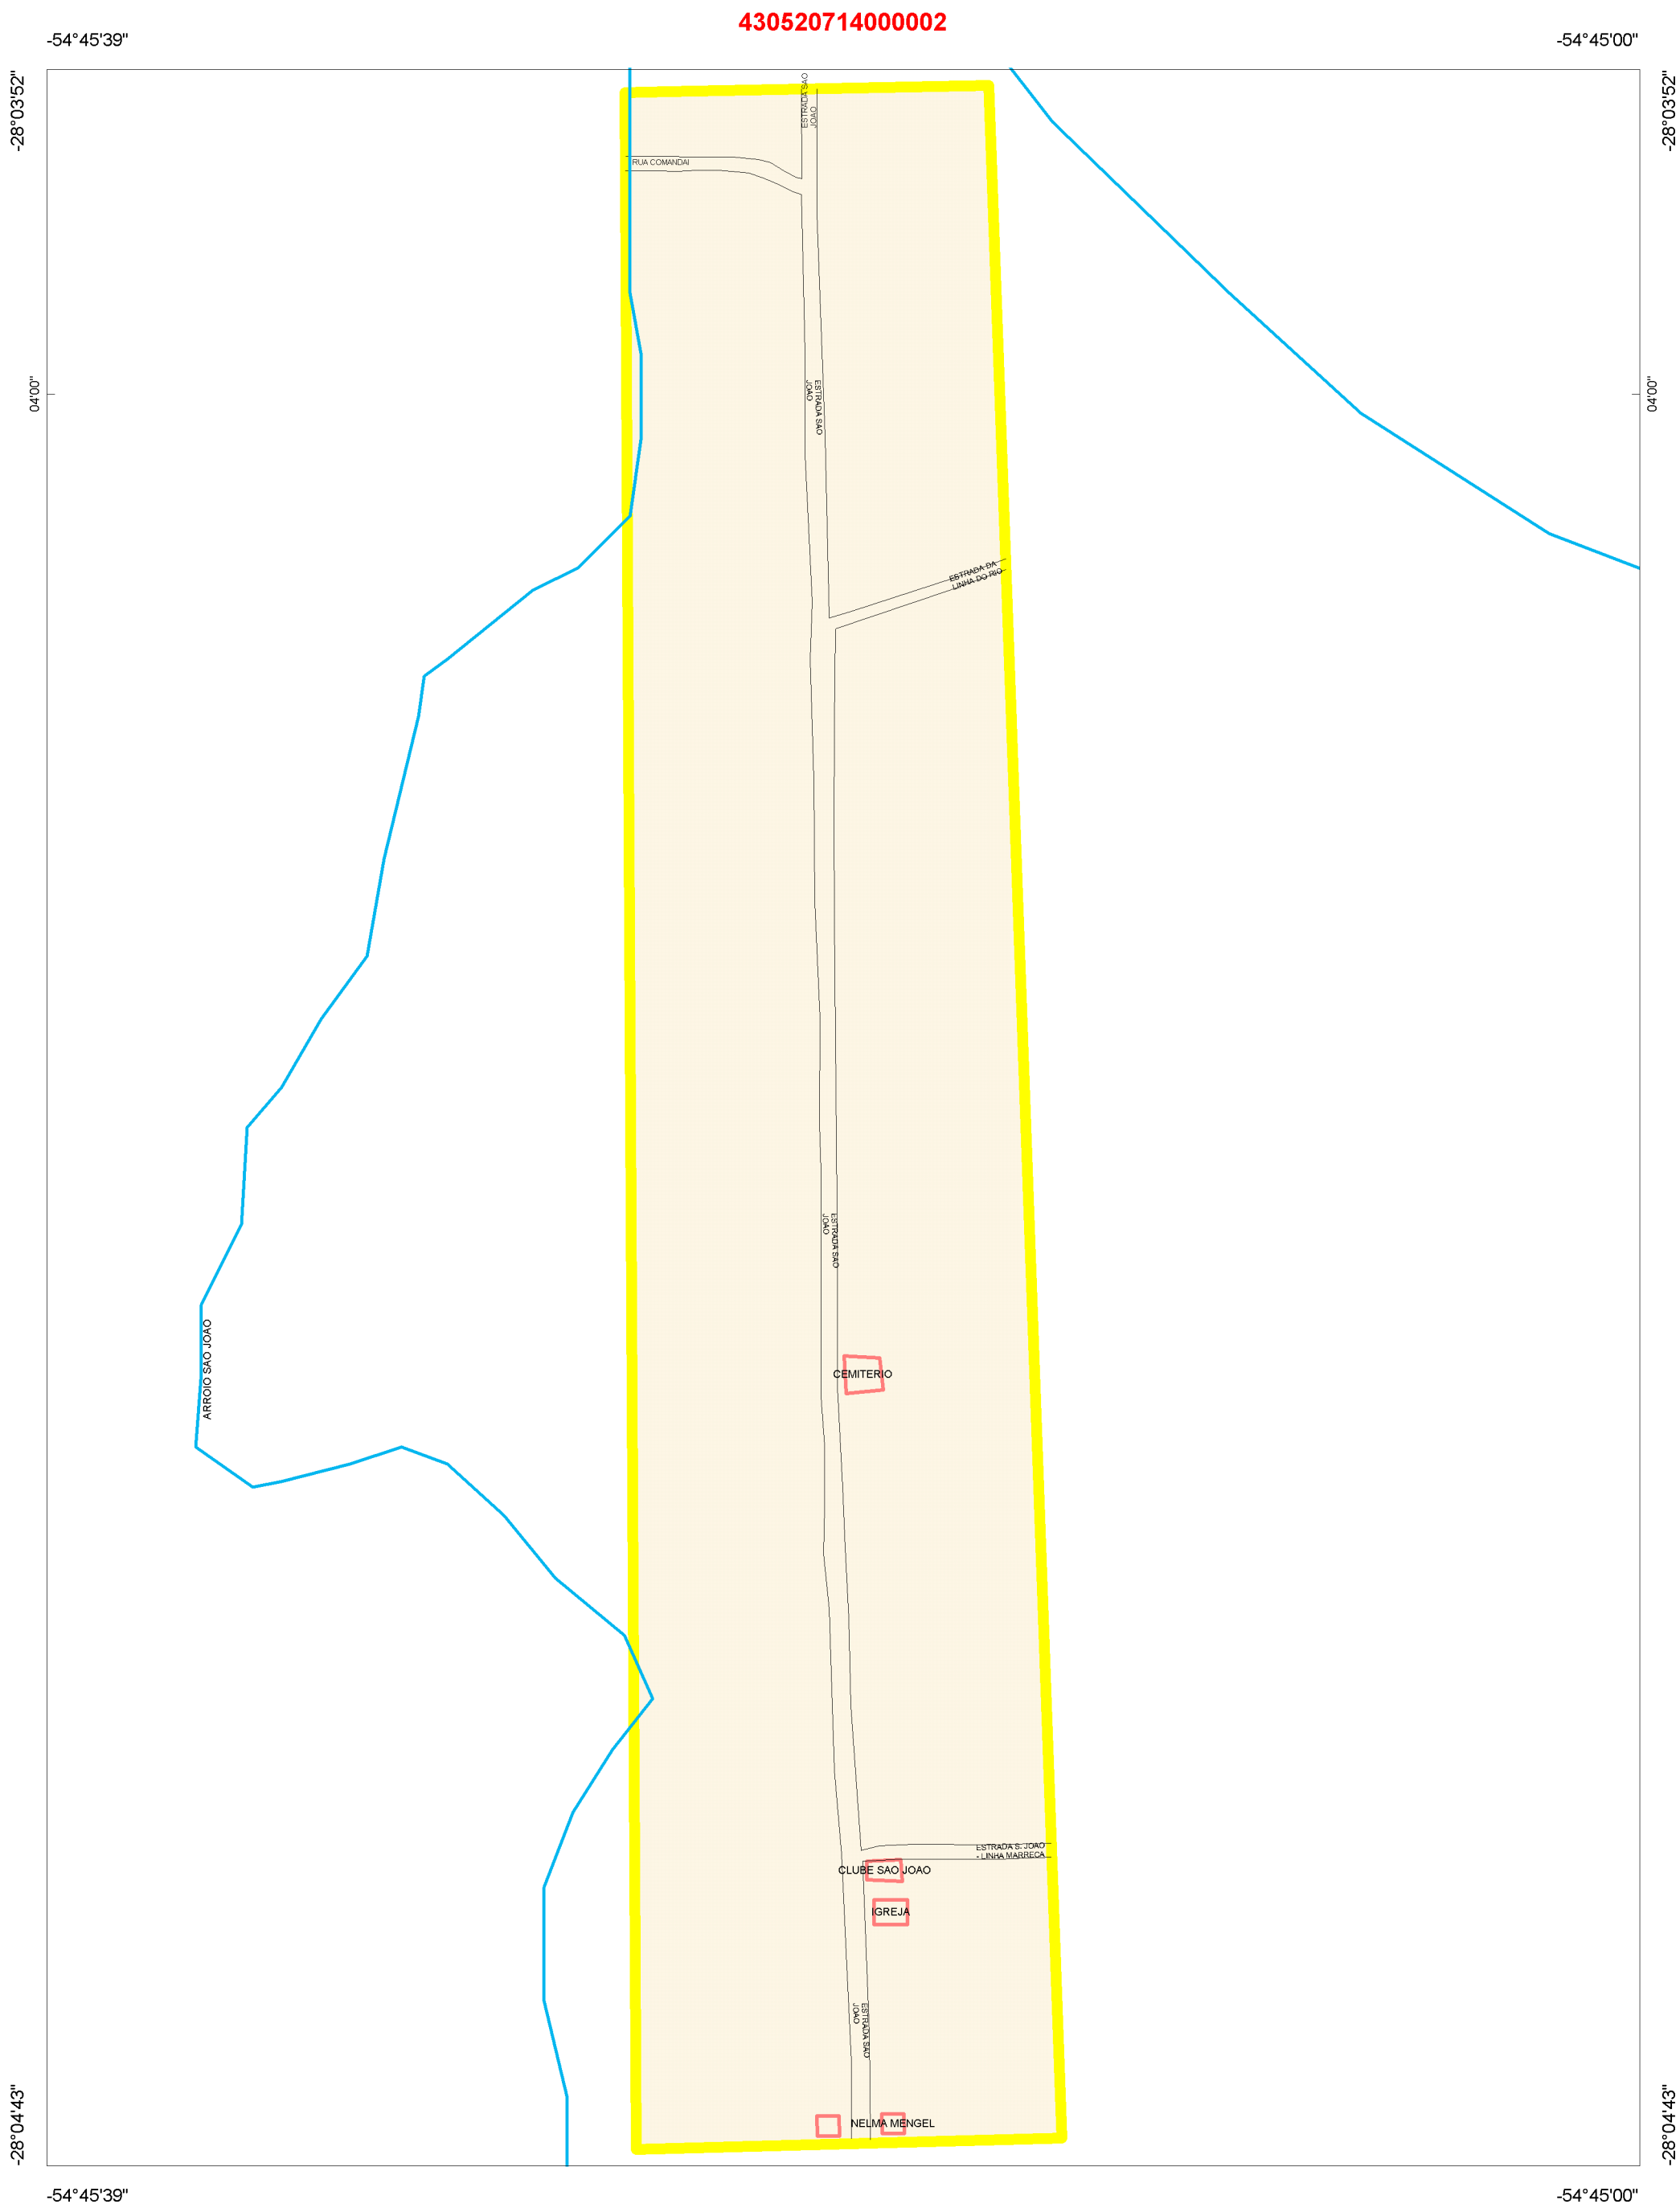 430520714000002
-54°45'39"
-54°45'00"
-28°03'52"
-28°03'52"
ESTRADA SAO
JOAO
RUA COMANDAI
04'00"
04'00"
ESTRADA SAO
JOAO
ESTRADA DA
LINHA DO RIO
ESTRADA SAO
JOAO
ARROIO SAO JOAO
CEMITERIO
ESTRADA S. JOAO
- LINHA MARRECA
CLUBE SAO JOAO
IGREJA
ESTRADA SAO
JOAO
NELMA MENGEL
-28°04'43"
-28°04'43"
-54°45'39"
-54°45'00"